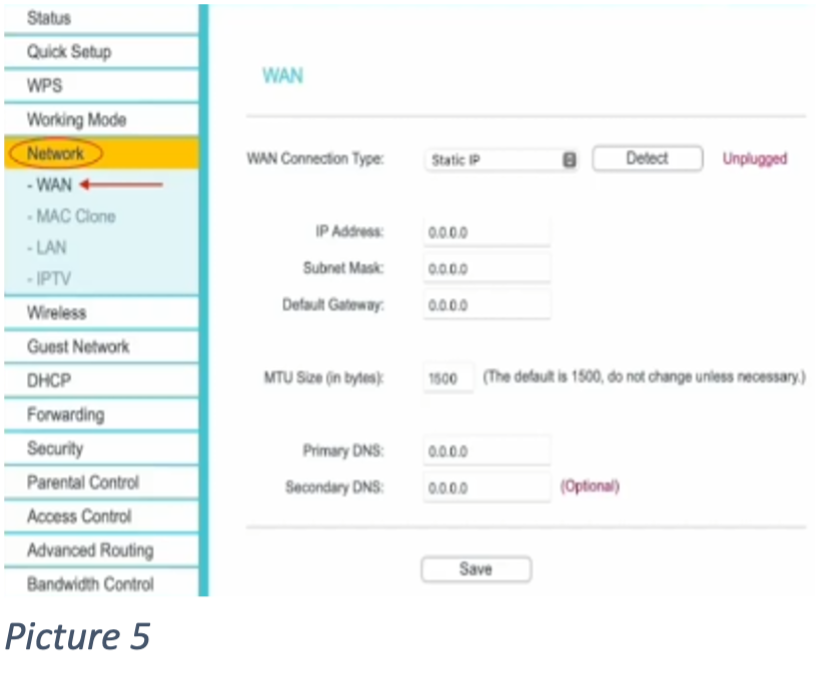 Status
Quick Setup
WPS
Working Mode
Network
- WAN
- MAC Clone
- LAN
- IPTV
Wireless
Guest Network
DHCP
Forwarding
Security
Parental Control
Access Control
Advanced Routing
Bandwidth Control
WAN
WAN Connection Type: Static IP Detect Unplugged
IP Address: 0.0.0.0
Subnet Mask: 0.0.0.0
Default Gateway: 0.0.0.0
MTU Size (in bytes): 1500 (The default is 1500, do not change unless necessary.)
Primary DNS: 0.0.0.0
Secondary DNS: 0.0.0.0 (Optional)
Save
Picture 5